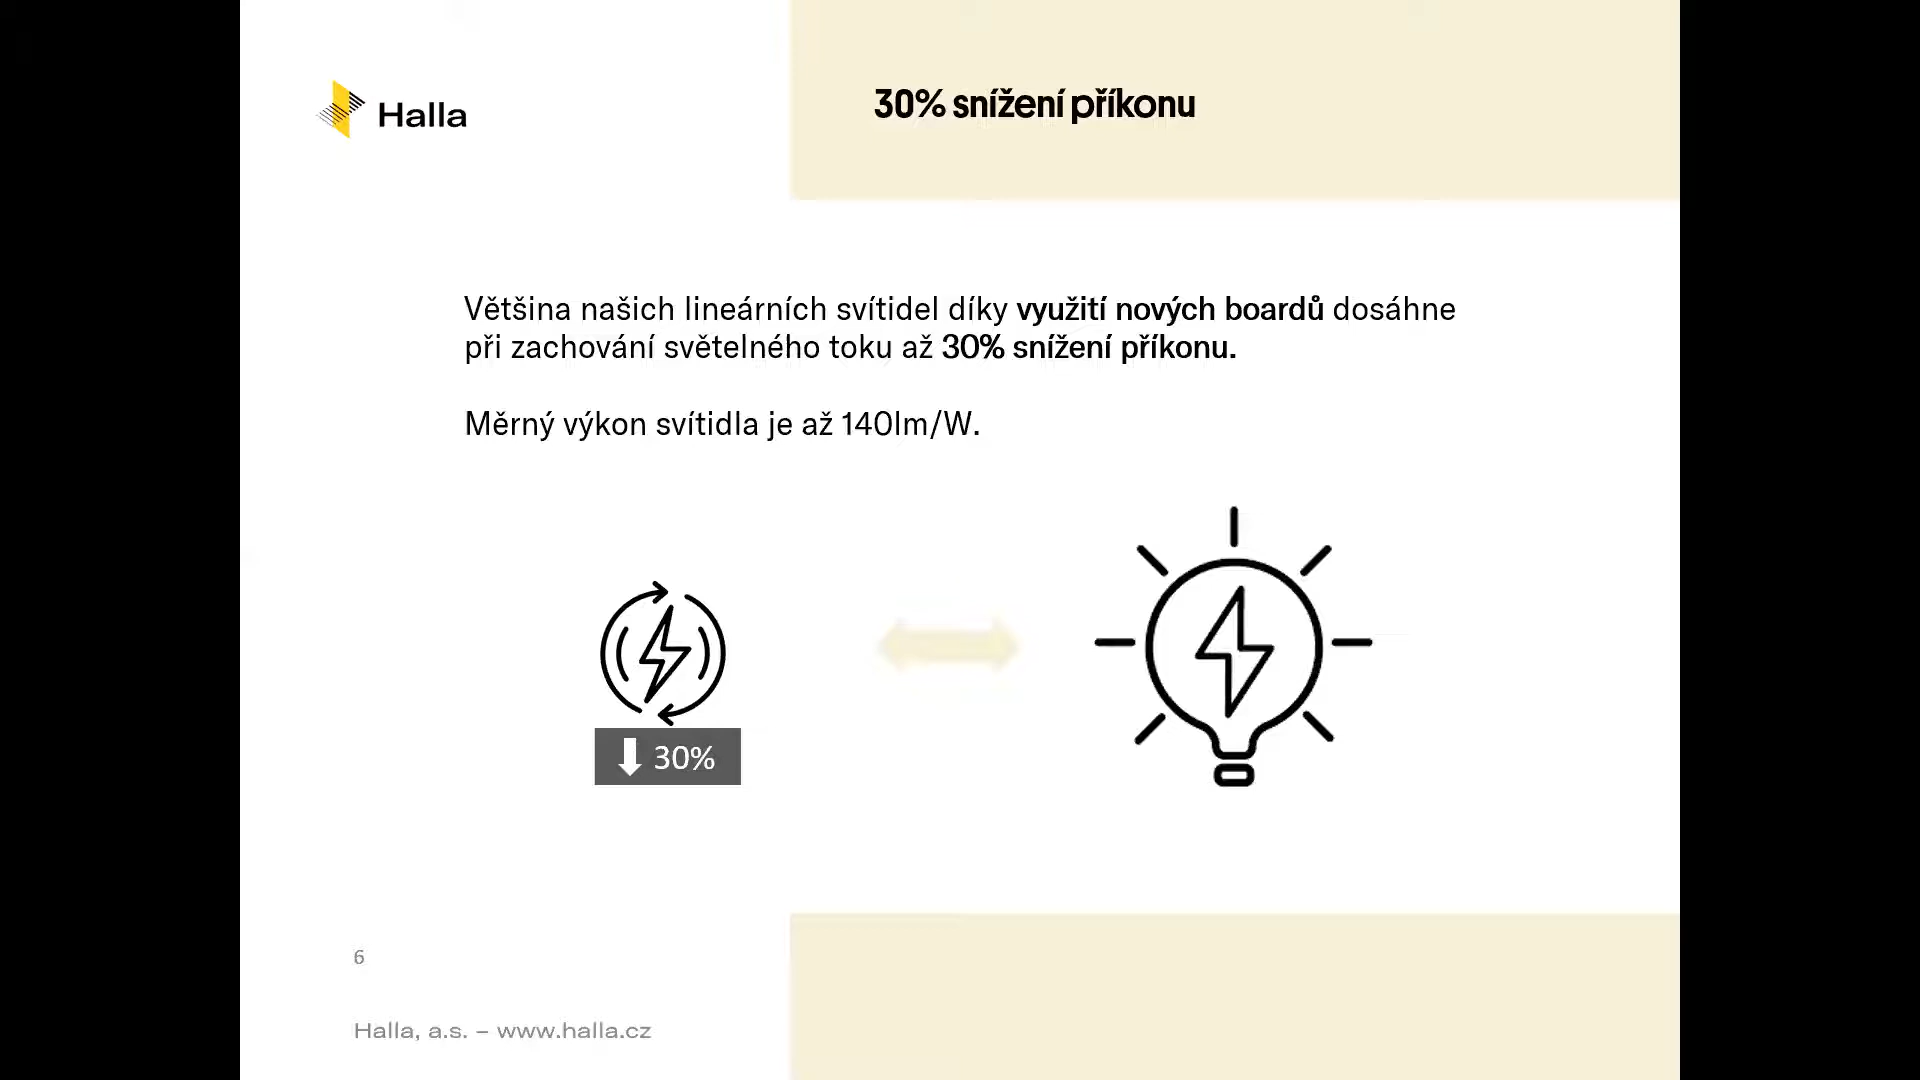 Halla
30% snížení příkonu
Většina našich lineárních svítidel díky využití nových boardů dosáhne
při zachování světelného toku až 30% snížení příkonu.
Měrný výkon svítidla je až 140lm/W.
30%
6
Halla, a.s. – www.halla.cz